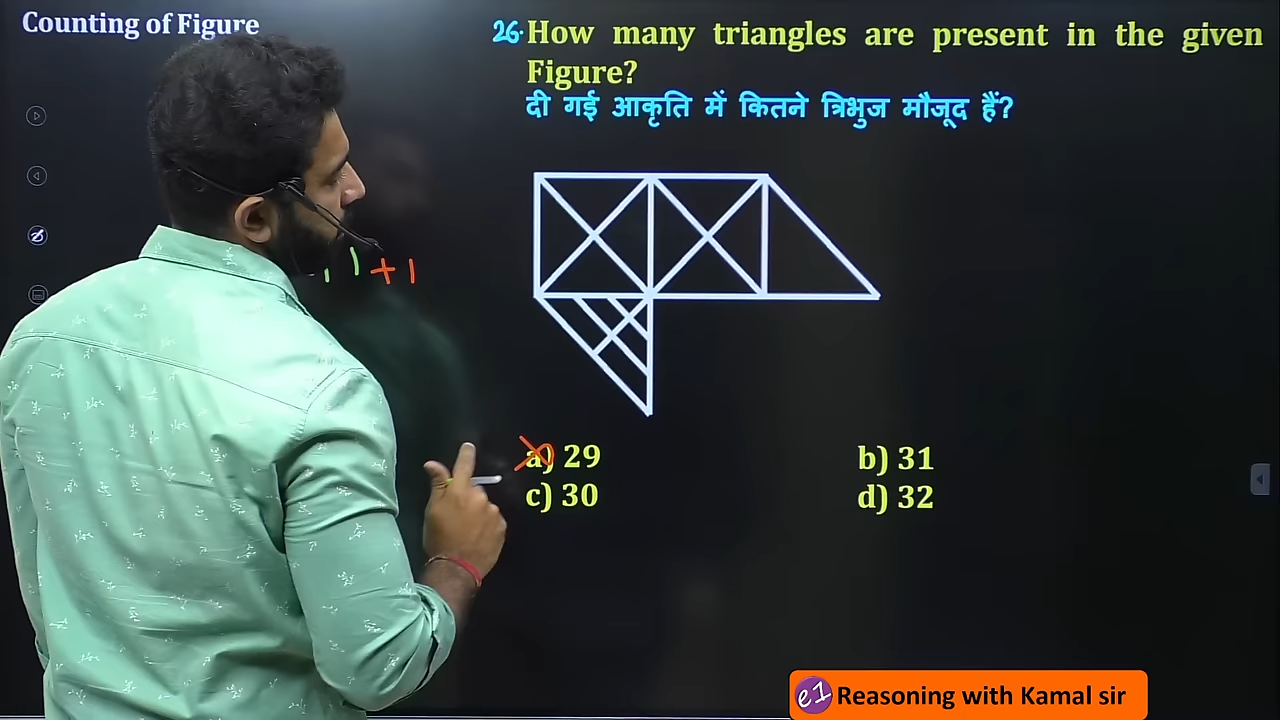 Counting of Figure
26. How many triangles are present in the given
Figure?
दी गई आकृति में कितने त्रिभुज मौजूद हैं?
+1
a) 29
b) 31
c) 30
d) 32
e1 Reasoning with Kamal sir